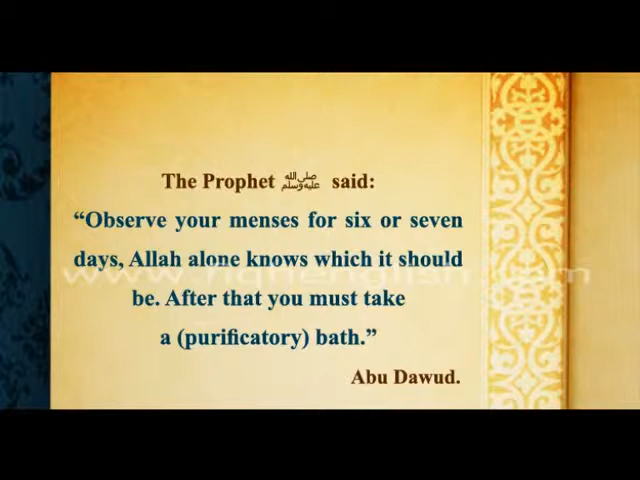 The Prophet ﷺ said:
“Observe your menses for six or seven
days, Allah alone knows which it should
be. After that you must take
a (purificatory) bath.”
Abu Dawud.